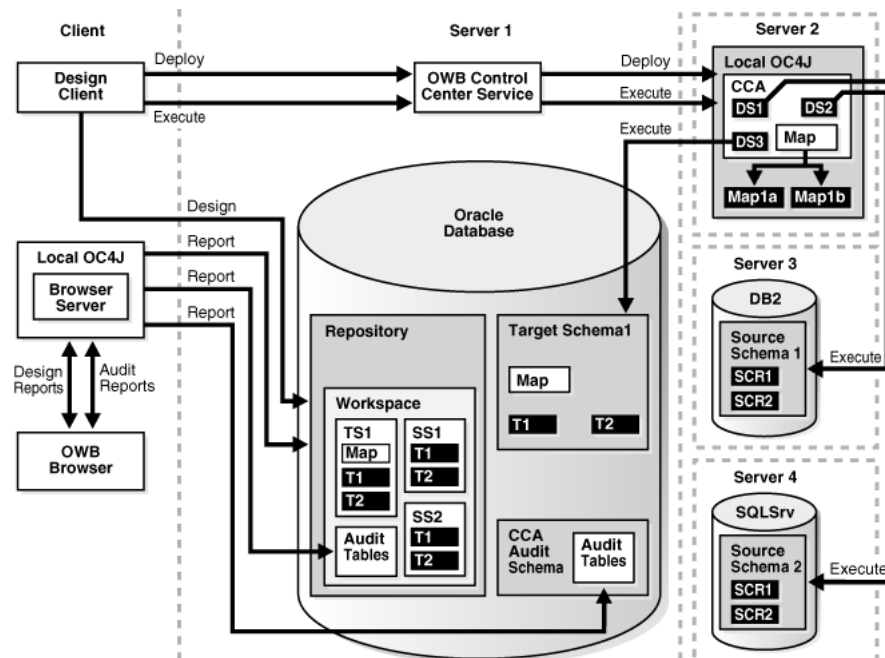 Client
Server 1
Server 2
Design
Client
Deploy
Execute
OWB Control
Center Service
Deploy
Execute
Execute
Local OC4J
CCA
DS1
DS2
DS3
Map
Map1a
Map1b
Design
Report
Report
Report
Local OC4J
Browser
Server
Design
Reports
Audit
Reports
OWB
Browser
Oracle
Database
Repository
Workspace
TS1
Map
T1
T2
SS1
T1
T2
SS2
T1
T2
Audit
Tables
Target Schema1
Map
T1
T2
CCA
Audit
Schema
Audit
Tables
Server 3
DB2
Source
Schema 1
SCR1
SCR2
Execute
Server 4
SQLSrv
Source
Schema 2
SCR1
SCR2
Execute